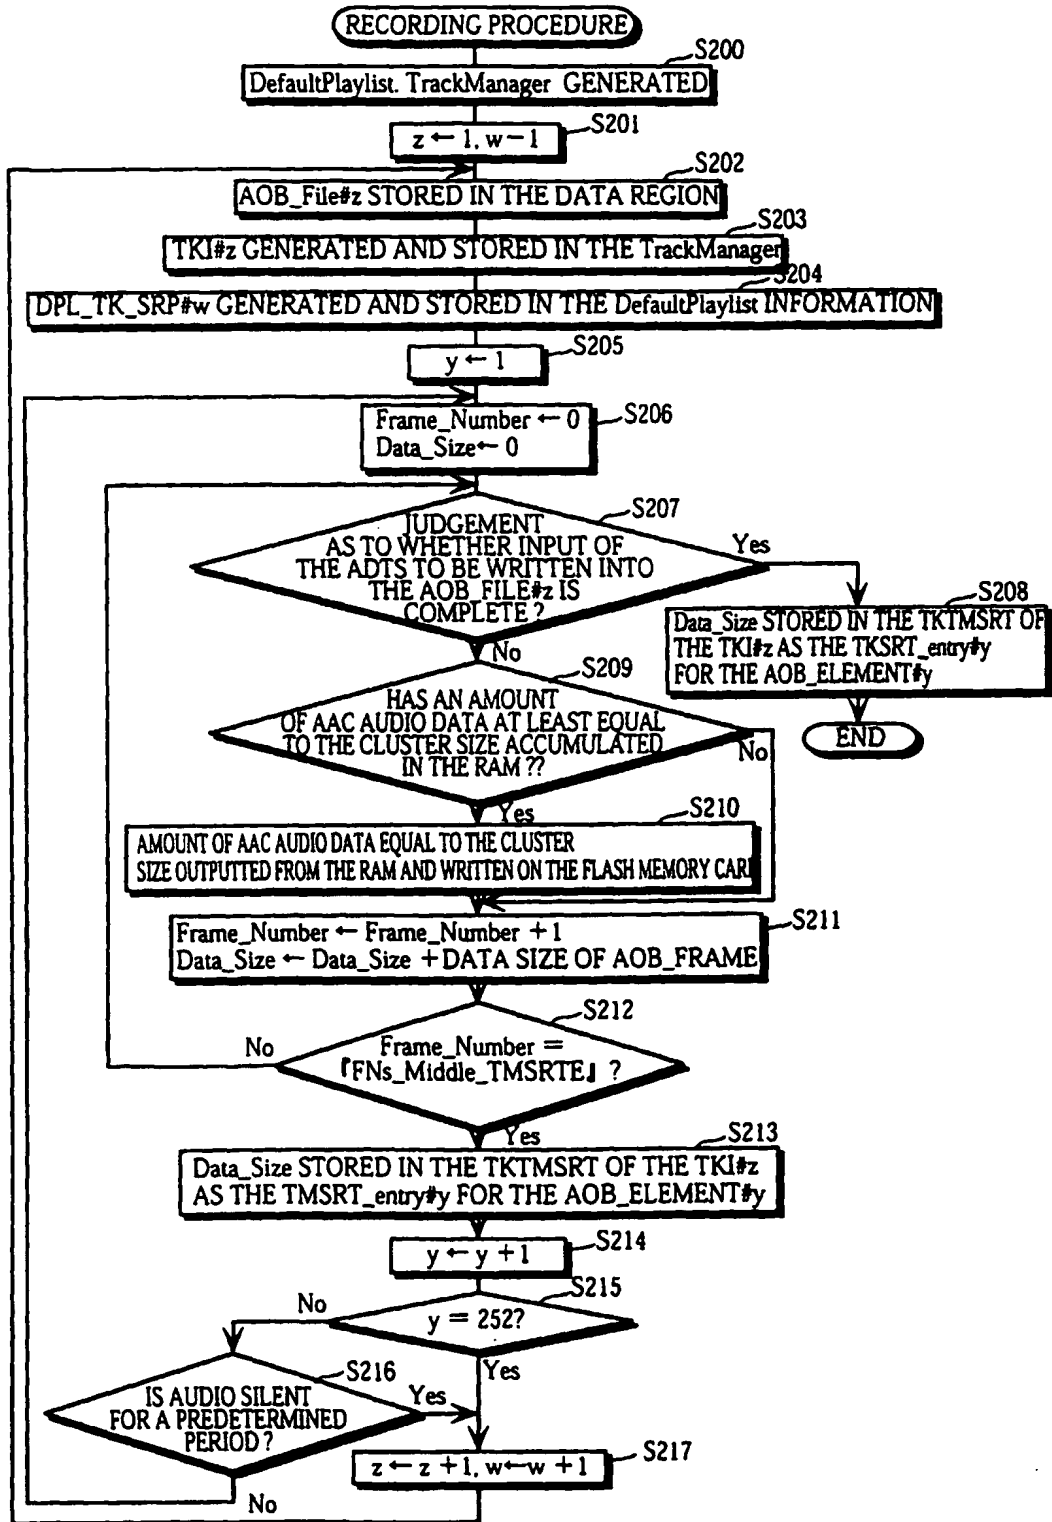 RECORDING PROCEDURE
S200
DefaultPlaylist. TrackManager GENERATED
S201
z ← 1, w − 1
S202
AOB_File#z STORED IN THE DATA REGION
S203
TKI#z GENERATED AND STORED IN THE TrackManager
S204
DPL_TK_SRP#w GENERATED AND STORED IN THE DefaultPlaylist INFORMATION
S205
y ← 1
S206
Frame_Number ← 0
Data_Size ← 0
S207
JUDGEMENT
AS TO WHETHER INPUT OF
THE ADTS TO BE WRITTEN INTO
THE AOB_FILE#z IS
COMPLETE ?
Yes
No
S208
Data_Size STORED IN THE TKTMSRT OF
THE TKI#z AS THE TKSRT_entry#y
FOR THE AOB_ELEMENT#y
END
S209
HAS AN AMOUNT
OF AAC AUDIO DATA AT LEAST EQUAL
TO THE CLUSTER SIZE ACCUMULATED
IN THE RAM ??
No
Yes
S210
AMOUNT OF AAC AUDIO DATA EQUAL TO THE CLUSTER
SIZE OUTPUTTED FROM THE RAM AND WRITTEN ON THE FLASH MEMORY CARD
S211
Frame_Number ← Frame_Number +1
Data_Size ← Data_Size + DATA SIZE OF AOB_FRAME
S212
Frame_Number =
『FNs_Middle_TMSRTE』 ?
No
Yes
S213
Data_Size STORED IN THE TKTMSRT OF THE TKI#z
AS THE TMSRT_entry#y FOR THE AOB_ELEMENT#y
S214
y ← y +1
S215
y = 252?
No
Yes
S216
IS AUDIO SILENT
FOR A PREDETERMINED
PERIOD ?
Yes
No
S217
z ← z +1, w ← w +1